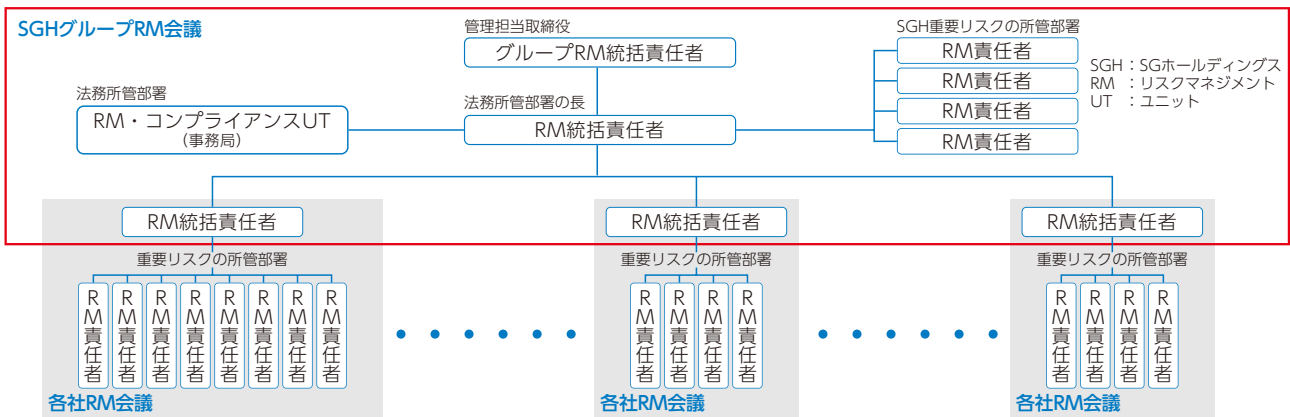 SGHグループRM会議
管理担当取締役
グループRM統括責任者
SGH重要リスクの所管部署
RM責任者
RM責任者
RM責任者
RM責任者
SGH：SGホールディングス
RM ：リスクマネジメント
UT ：ユニット
法務所管部署
RM・コンプライアンスUT
(事務局)
法務所管部署の長
RM統括責任者
RM統括責任者
RM統括責任者
RM統括責任者
重要リスクの所管部署
RM責任者
RM責任者
RM責任者
RM責任者
RM責任者
RM責任者
RM責任者
RM責任者
各社RM会議
重要リスクの所管部署
RM責任者
RM責任者
RM責任者
RM責任者
各社RM会議
重要リスクの所管部署
RM責任者
RM責任者
RM責任者
RM責任者
各社RM会議